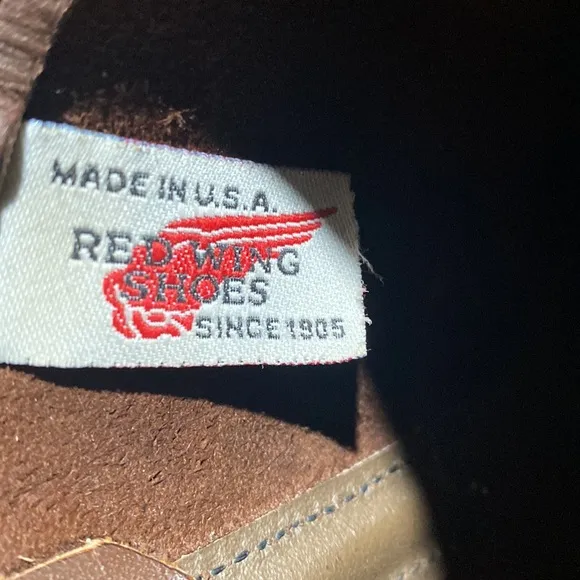 MADE IN U.S.A.
RED WING
SHOES
SINCE 1905